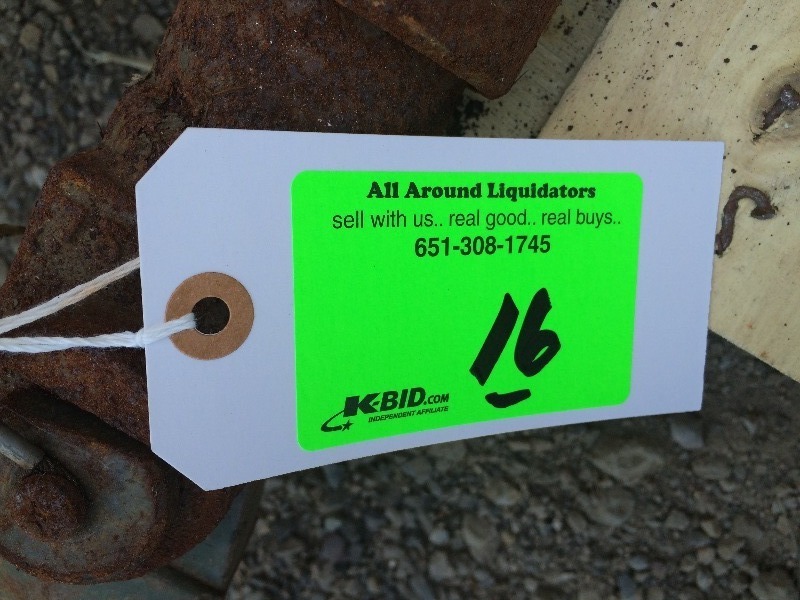 All Around Liquidators
sell with us.. real good.. real buys..
651-308-1745
16
K-BID.COM
INDEPENDENT AFFILIATE